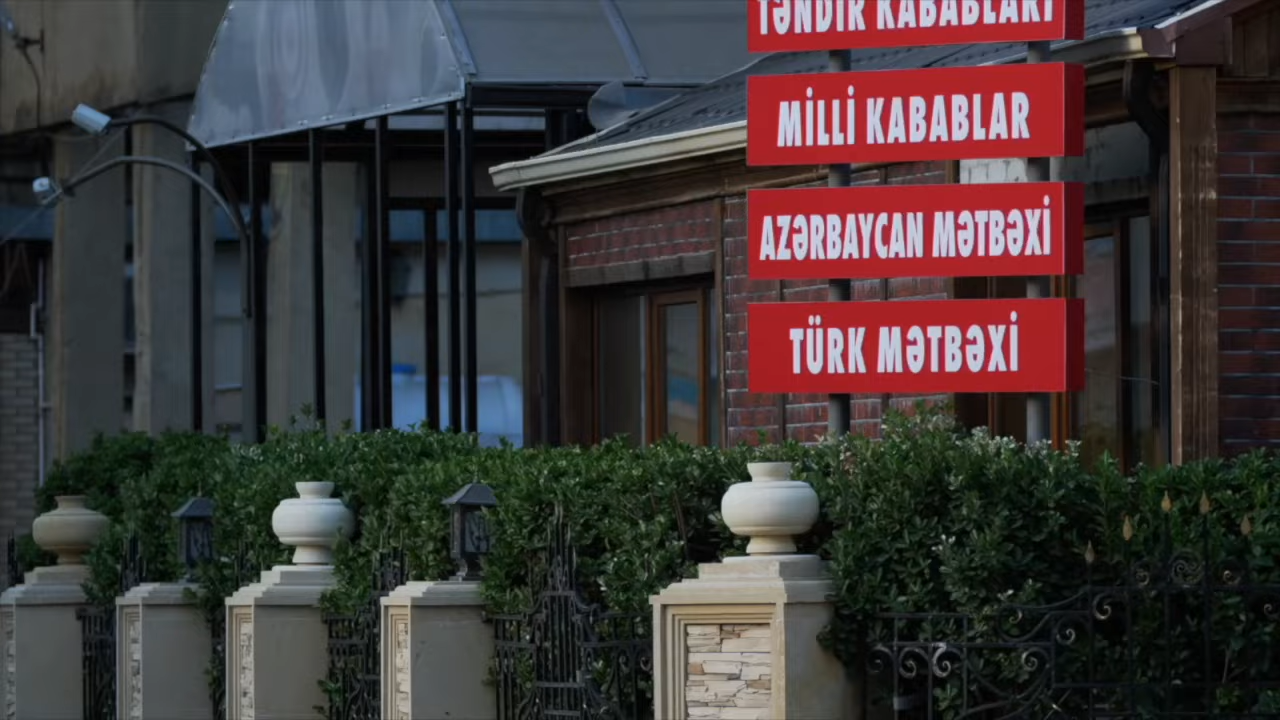 TƏNDİR KABABLARI
MİLLİ KABABLAR
AZƏRBAYCAN MƏTBƏXİ
TÜRK MƏTBƏXİ